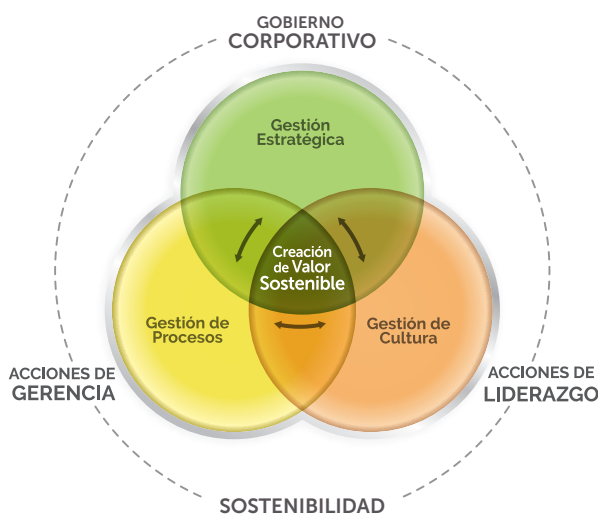 GOBIERNO
CORPORATIVO
Gestión
Estratégica
Creación
de Valor
Sostenible
Gestión de
Procesos
Gestión de
Cultura
ACCIONES DE
GERENCIA
ACCIONES DE
LIDERAZGO
SOSTENIBILIDAD